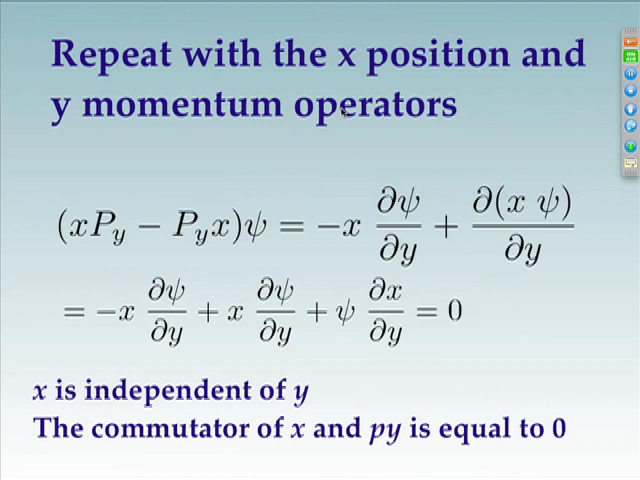 Repeat with the x position and
y momentum operators
(xP_y − P_yx)ψ = −x ∂ψ/∂y + ∂(x ψ)/∂y
= −x ∂ψ/∂y + x ∂ψ/∂y + ψ ∂x/∂y = 0
x is independent of y
The commutator of x and py is equal to 0